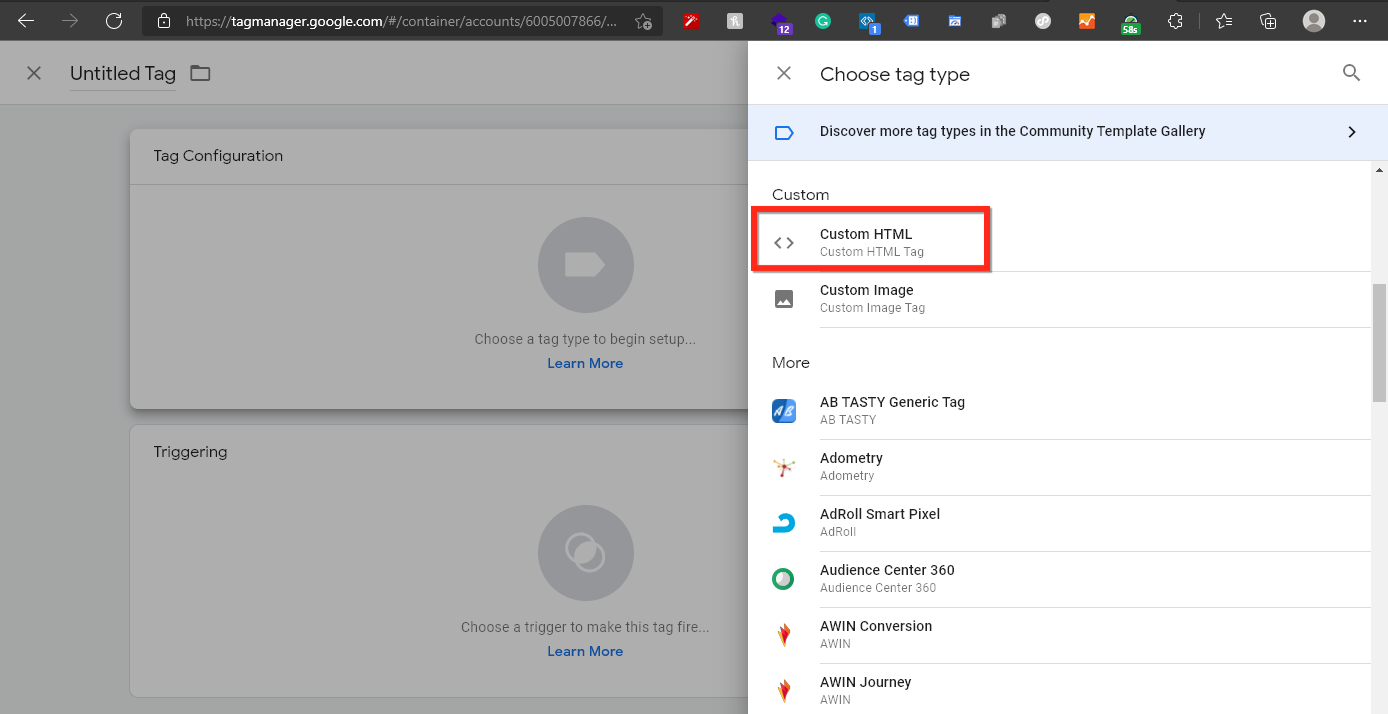 https://tagmanager.google.com/#/container/accounts/6005007866/...
12
1
58s
Untitled Tag
Choose tag type
Discover more tag types in the Community Template Gallery
Tag Configuration
Choose a tag type to begin setup...
Learn More
Triggering
Choose a trigger to make this tag fire...
Learn More
Custom
Custom HTML
Custom HTML Tag
Custom Image
Custom Image Tag
More
AB TASTY Generic Tag
AB TASTY
Adometry
Adometry
AdRoll Smart Pixel
AdRoll
Audience Center 360
Audience Center 360
AWIN Conversion
AWIN
AWIN Journey
AWIN